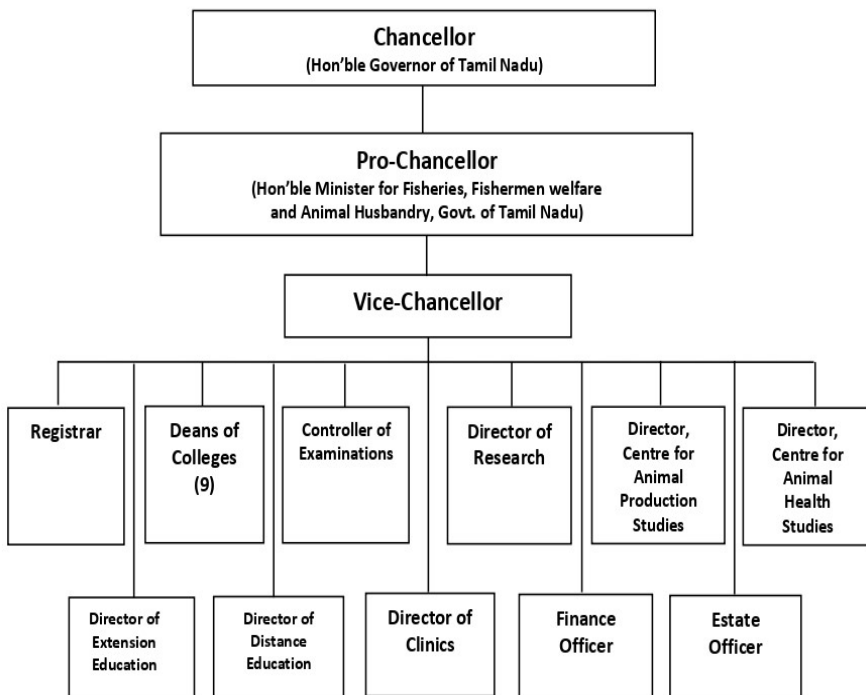 Chancellor
(Hon'ble Governor of Tamil Nadu)
Pro-Chancellor
(Hon'ble Minister for Fisheries, Fishermen welfare
and Animal Husbandry, Govt. of Tamil Nadu)
Vice-Chancellor
Registrar
Deans of
Colleges
(9)
Controller of
Examinations
Director of
Research
Director,
Centre for
Animal
Production
Studies
Director,
Centre for
Animal
Health
Studies
Director of
Extension
Education
Director of
Distance
Education
Director of
Clinics
Finance
Officer
Estate
Officer